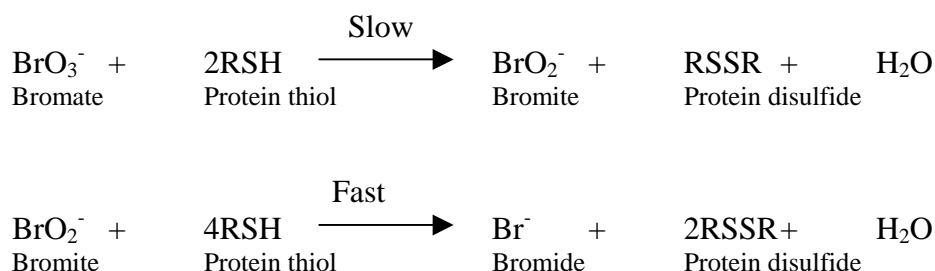 Slow
BrO₃⁻ + 2RSH BrO₂⁻ + RSSR + H₂O
Bromate Protein thiol Bromite Protein disulfide
Fast
BrO₂⁻ + 4RSH Br⁻ + 2RSSR+ H₂O
Bromite Protein thiol Bromide Protein disulfide